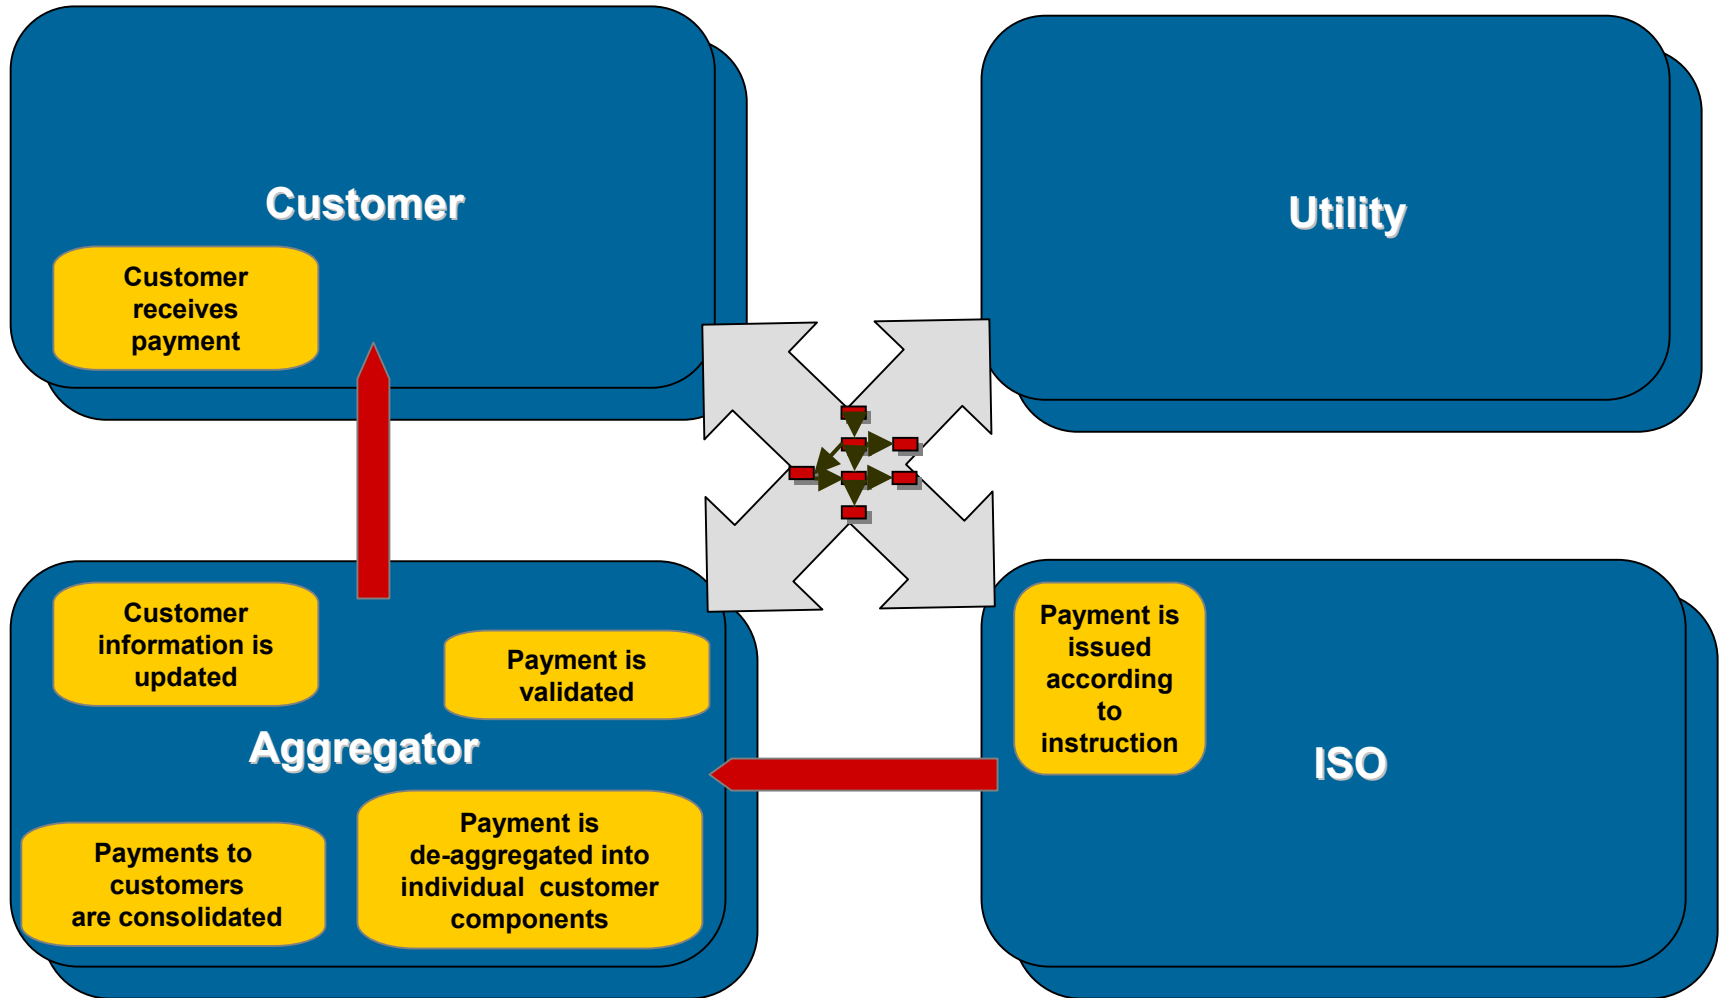 Customer
Customer
receives
payment
Utility
Customer
information is
updated
Payment is
validated
Aggregator
Payments to
customers
are consolidated
Payment is
de-aggregated into
individual customer
components
Payment is
issued
according
to
instruction
ISO